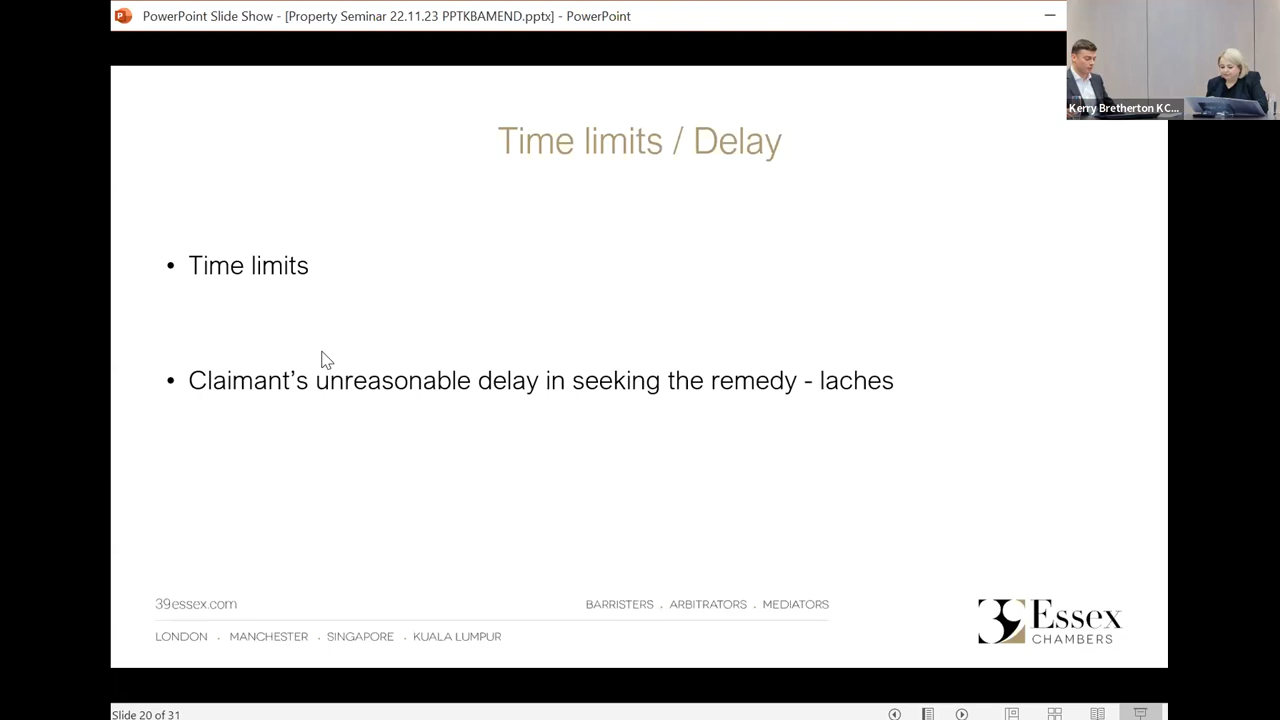 PowerPoint Slide Show - [Property Seminar 22.11.23 PPTKBAMEND.pptx] - PowerPoint
Kerry Bretherton KC...
Time limits / Delay
• Time limits
• Claimant's unreasonable delay in seeking the remedy - laches
39essex.com
BARRISTERS . ARBITRATORS . MEDIATORS
LONDON . MANCHESTER . SINGAPORE . KUALA LUMPUR
39 Essex
CHAMBERS
Slide 20 of 31